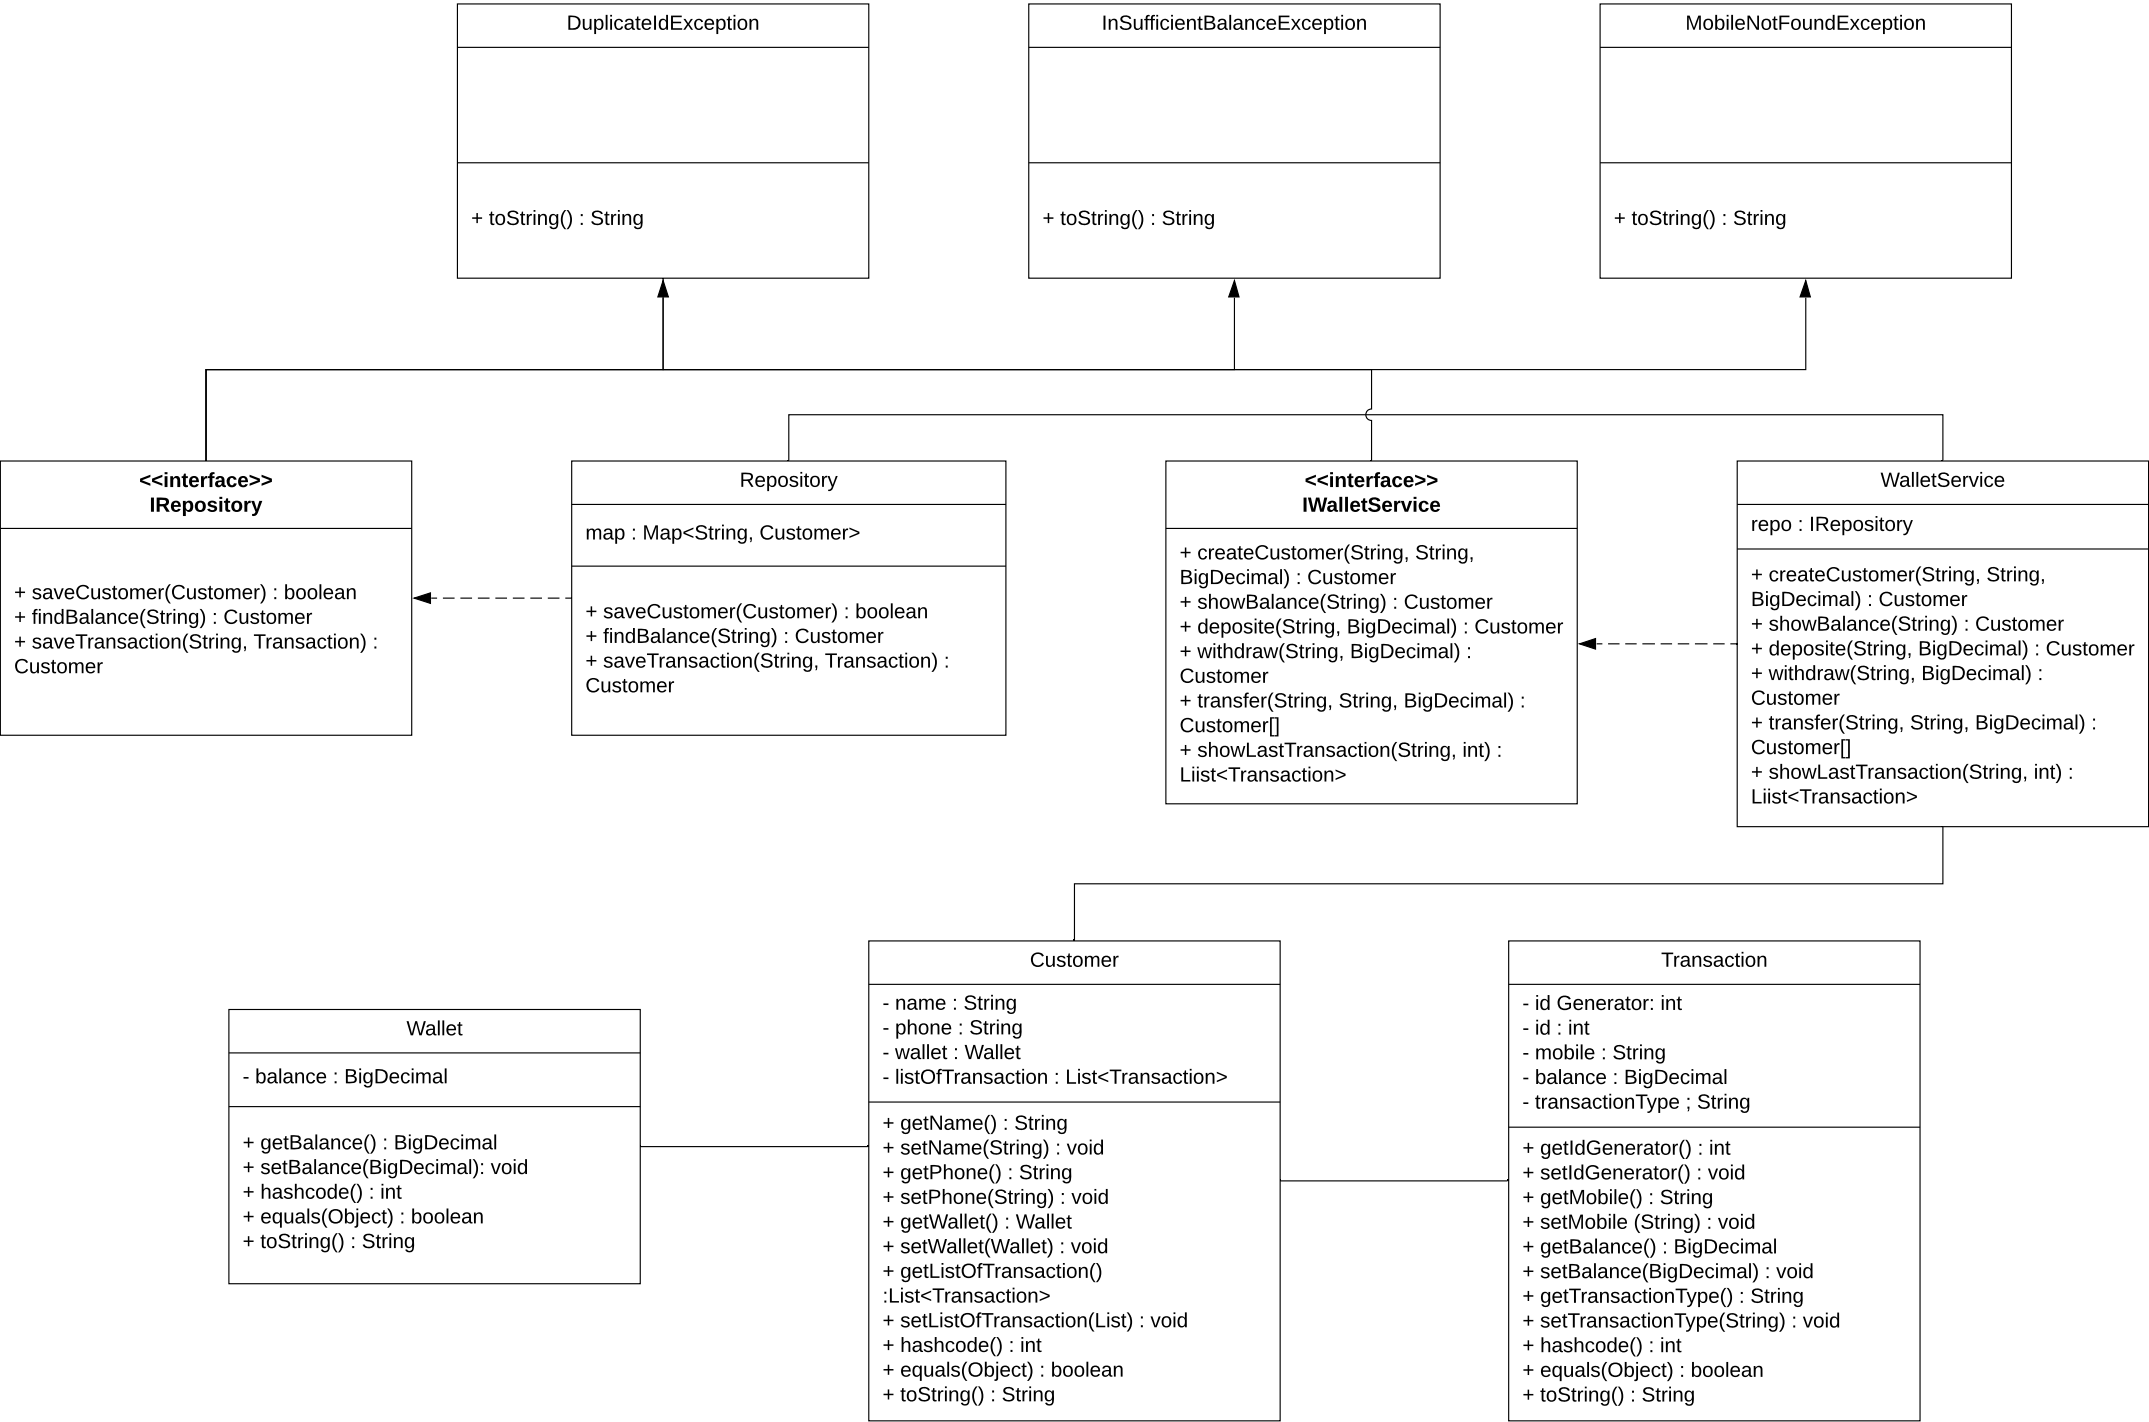 DuplicateIdException
+ toString() : String
InSufficientBalanceException
+ toString() : String
MobileNotFoundException
+ toString() : String
<<interface>>
IRepository
+ saveCustomer(Customer) : boolean
+ findBalance(String) : Customer
+ saveTransaction(String, Transaction) :
Customer
Repository
map : Map<String, Customer>
+ saveCustomer(Customer) : boolean
+ findBalance(String) : Customer
+ saveTransaction(String, Transaction) :
Customer
<<interface>>
IWalletService
+ createCustomer(String, String,
BigDecimal) : Customer
+ showBalance(String) : Customer
+ deposite(String, BigDecimal) : Customer
+ withdraw(String, BigDecimal) :
Customer
+ transfer(String, String, BigDecimal) :
Customer[]
+ showLastTransaction(String, int) :
Liist<Transaction>
WalletService
repo : IRepository
+ createCustomer(String, String,
BigDecimal) : Customer
+ showBalance(String) : Customer
+ deposite(String, BigDecimal) : Customer
+ withdraw(String, BigDecimal) :
Customer
+ transfer(String, String, BigDecimal) :
Customer[]
+ showLastTransaction(String, int) :
Liist<Transaction>
Wallet
- balance : BigDecimal
+ getBalance() : BigDecimal
+ setBalance(BigDecimal): void
+ hashcode() : int
+ equals(Object) : boolean
+ toString() : String
Customer
- name : String
- phone : String
- wallet : Wallet
- listOfTransaction : List<Transaction>
+ getName() : String
+ setName(String) : void
+ getPhone() : String
+ setPhone(String) : void
+ getWallet() : Wallet
+ setWallet(Wallet) : void
+ getListOfTransaction()
:List<Transaction>
+ setListOfTransaction(List) : void
+ hashcode() : int
+ equals(Object) : boolean
+ toString() : String
Transaction
- id Generator: int
- id : int
- mobile : String
- balance : BigDecimal
- transactionType ; String
+ getIdGenerator() : int
+ setIdGenerator() : void
+ getMobile() : String
+ setMobile (String) : void
+ getBalance() : BigDecimal
+ setBalance(BigDecimal) : void
+ getTransactionType() : String
+ setTransactionType(String) : void
+ hashcode() : int
+ equals(Object) : boolean
+ toString() : String